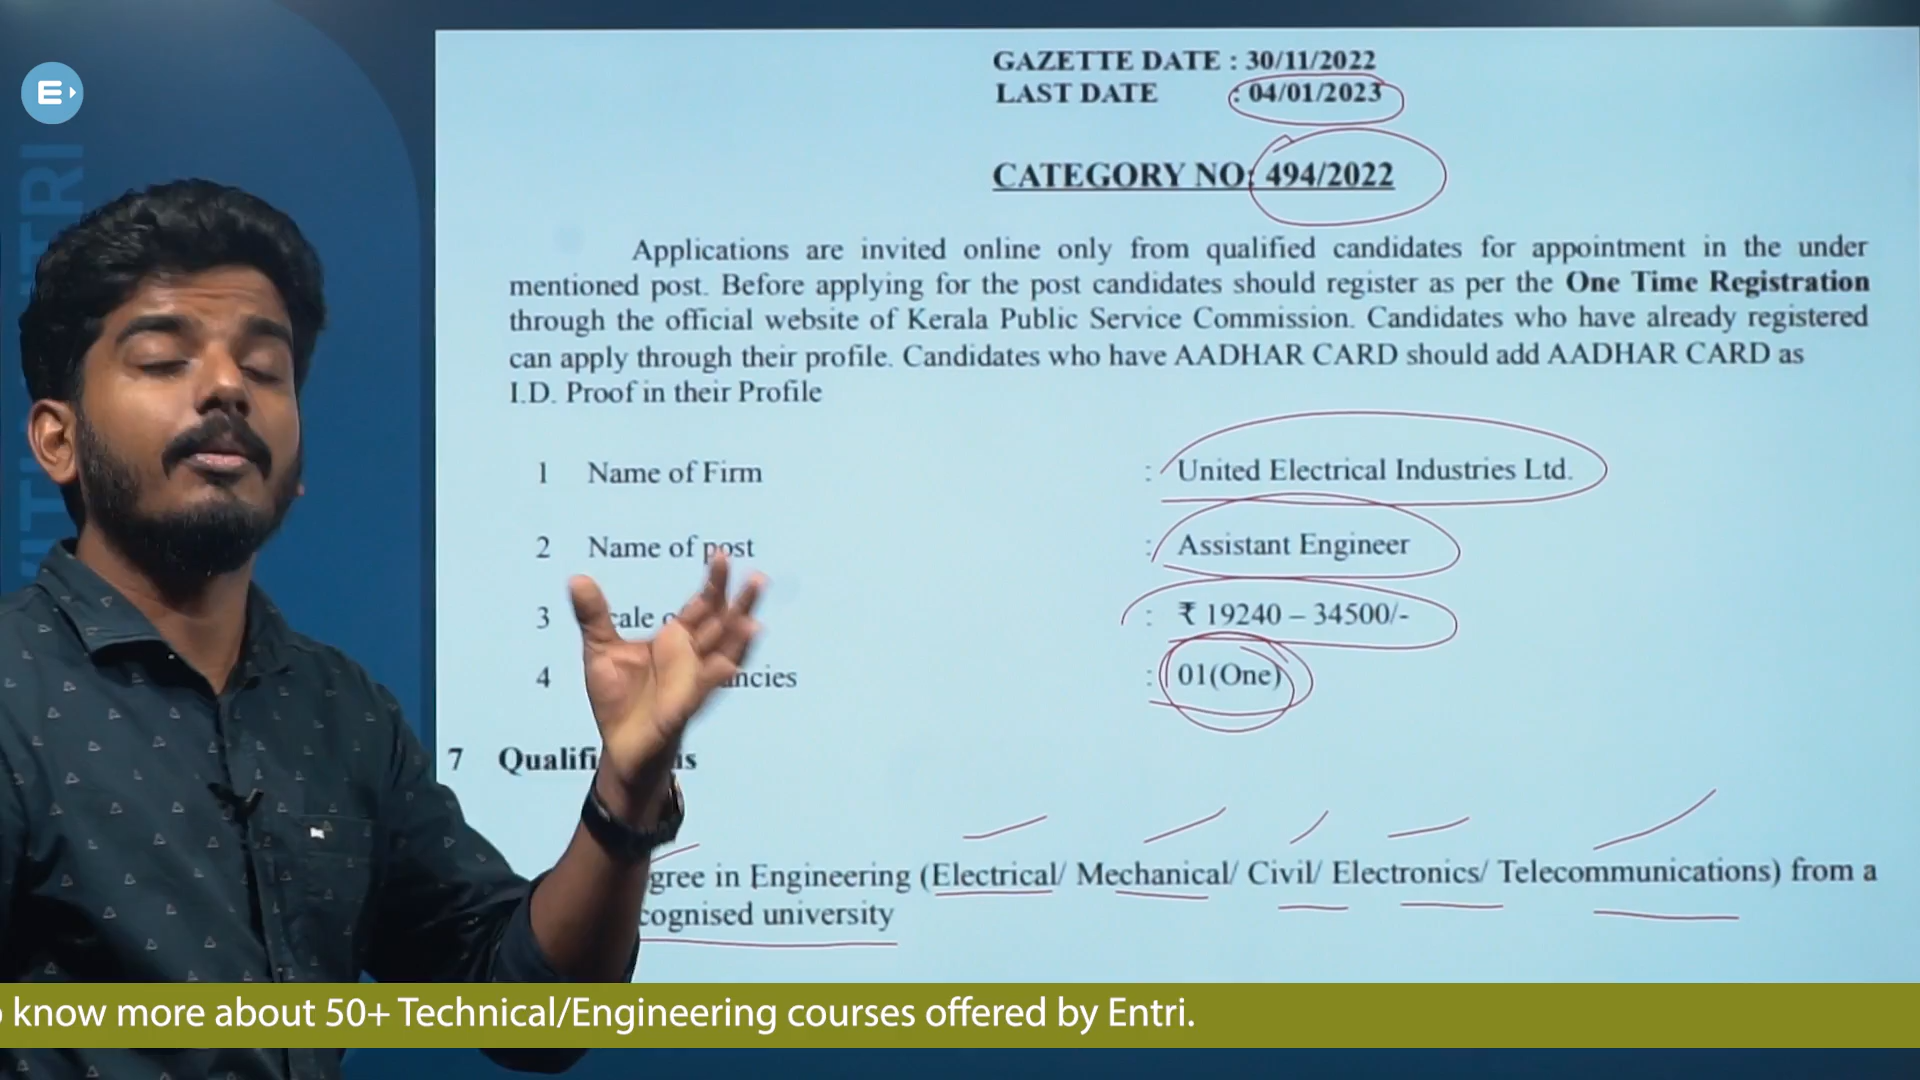 E
GAZETTE DATE : 30/11/2022
LAST DATE : 04/01/2023
CATEGORY NO: 494/2022
Applications are invited online only from qualified candidates for appointment in the under
mentioned post. Before applying for the post candidates should register as per the One Time Registration
through the official website of Kerala Public Service Commission. Candidates who have already registered
can apply through their profile. Candidates who have AADHAR CARD should add AADHAR CARD as
I.D. Proof in their Profile
1 Name of Firm : United Electrical Industries Ltd.
2 Name of post : Assistant Engineer
3 : ₹ 19240 – 34500/-
4 : 01(One)
7
in Engineering (Electrical/ Mechanical/ Civil/ Electronics/ Telecommunications) from a
university
know more about 50+ Technical/Engineering courses offered by Entri.